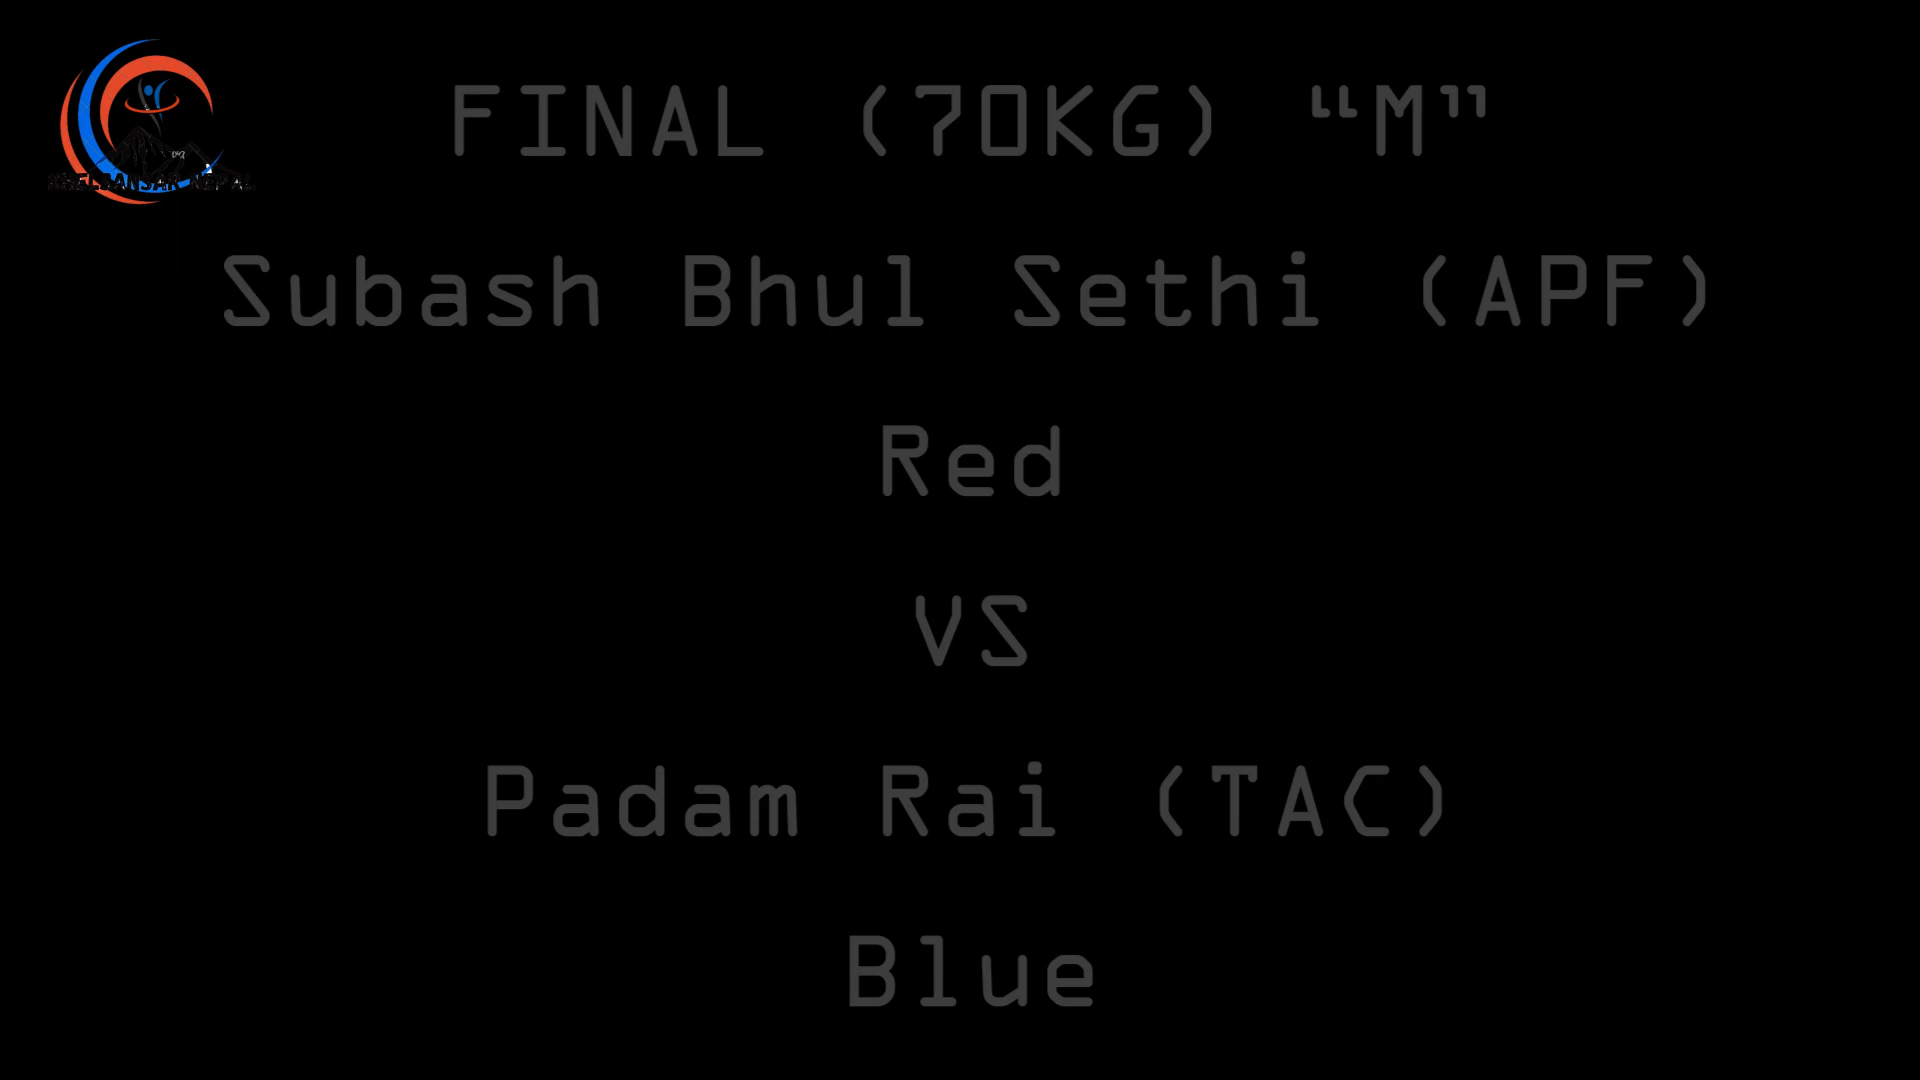 FINAL (70KG) “M”
Subash Bhul Sethi (APF)
Red
VS
Padam Rai (TAC)
Blue